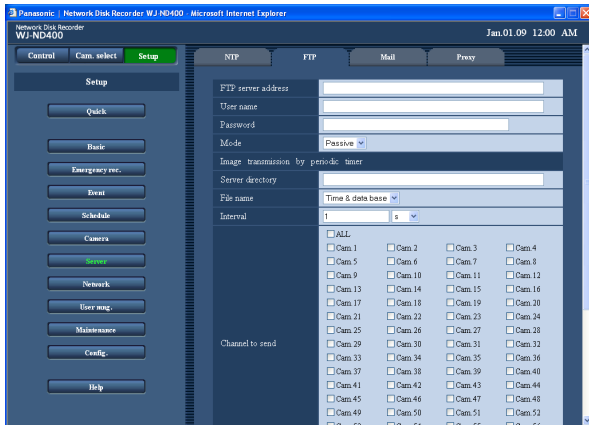 Panasonic | Network Disk Recorder WJ-ND400 - Microsoft Internet Explorer
Network Disk Recorder
WJ-ND400
Jan.01.09 12:00 AM
Control Cam. select Setup
NTP FTP Mail Proxy
Setup
Quick
Basic
Emergency rec.
Event
Schedule
Camera
Server
Network
User mng.
Maintenance
Config.
Help
FTP server address
User name
Password
Mode Passive
Image transmission by periodic timer
Server directory
File name Time & data base
Interval 1 s
Channel to send
ALL
Cam.1 Cam.2 Cam.3 Cam.4
Cam.5 Cam.6 Cam.7 Cam.8
Cam.9 Cam.10 Cam.11 Cam.12
Cam.13 Cam.14 Cam.15 Cam.16
Cam.17 Cam.18 Cam.19 Cam.20
Cam.21 Cam.22 Cam.23 Cam.24
Cam.25 Cam.26 Cam.27 Cam.28
Cam.29 Cam.30 Cam.31 Cam.32
Cam.33 Cam.34 Cam.35 Cam.36
Cam.37 Cam.38 Cam.39 Cam.40
Cam.41 Cam.42 Cam.43 Cam.44
Cam.45 Cam.46 Cam.47 Cam.48
Cam.49 Cam.50 Cam.51 Cam.52